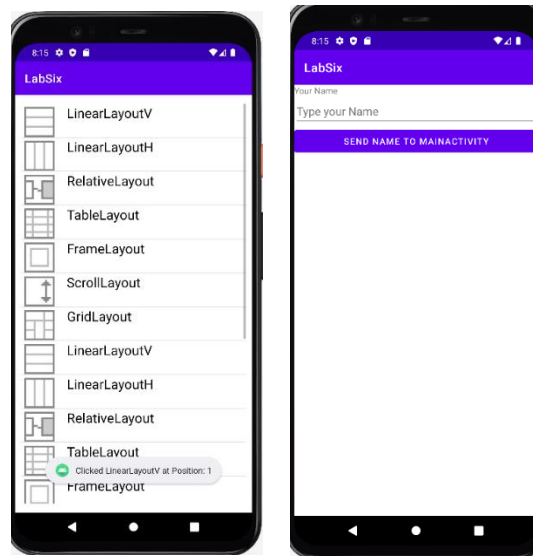 8:15
LabSix
LinearLayoutV
LinearLayoutH
RelativeLayout
TableLayout
FrameLayout
ScrollLayout
GridLayout
LinearLayoutV
LinearLayoutH
RelativeLayout
TableLayout
Clicked LinearLayoutV at Position: 1
FrameLayout
8:15
LabSix
Your Name
Type your Name
SEND NAME TO MAINACTIVITY